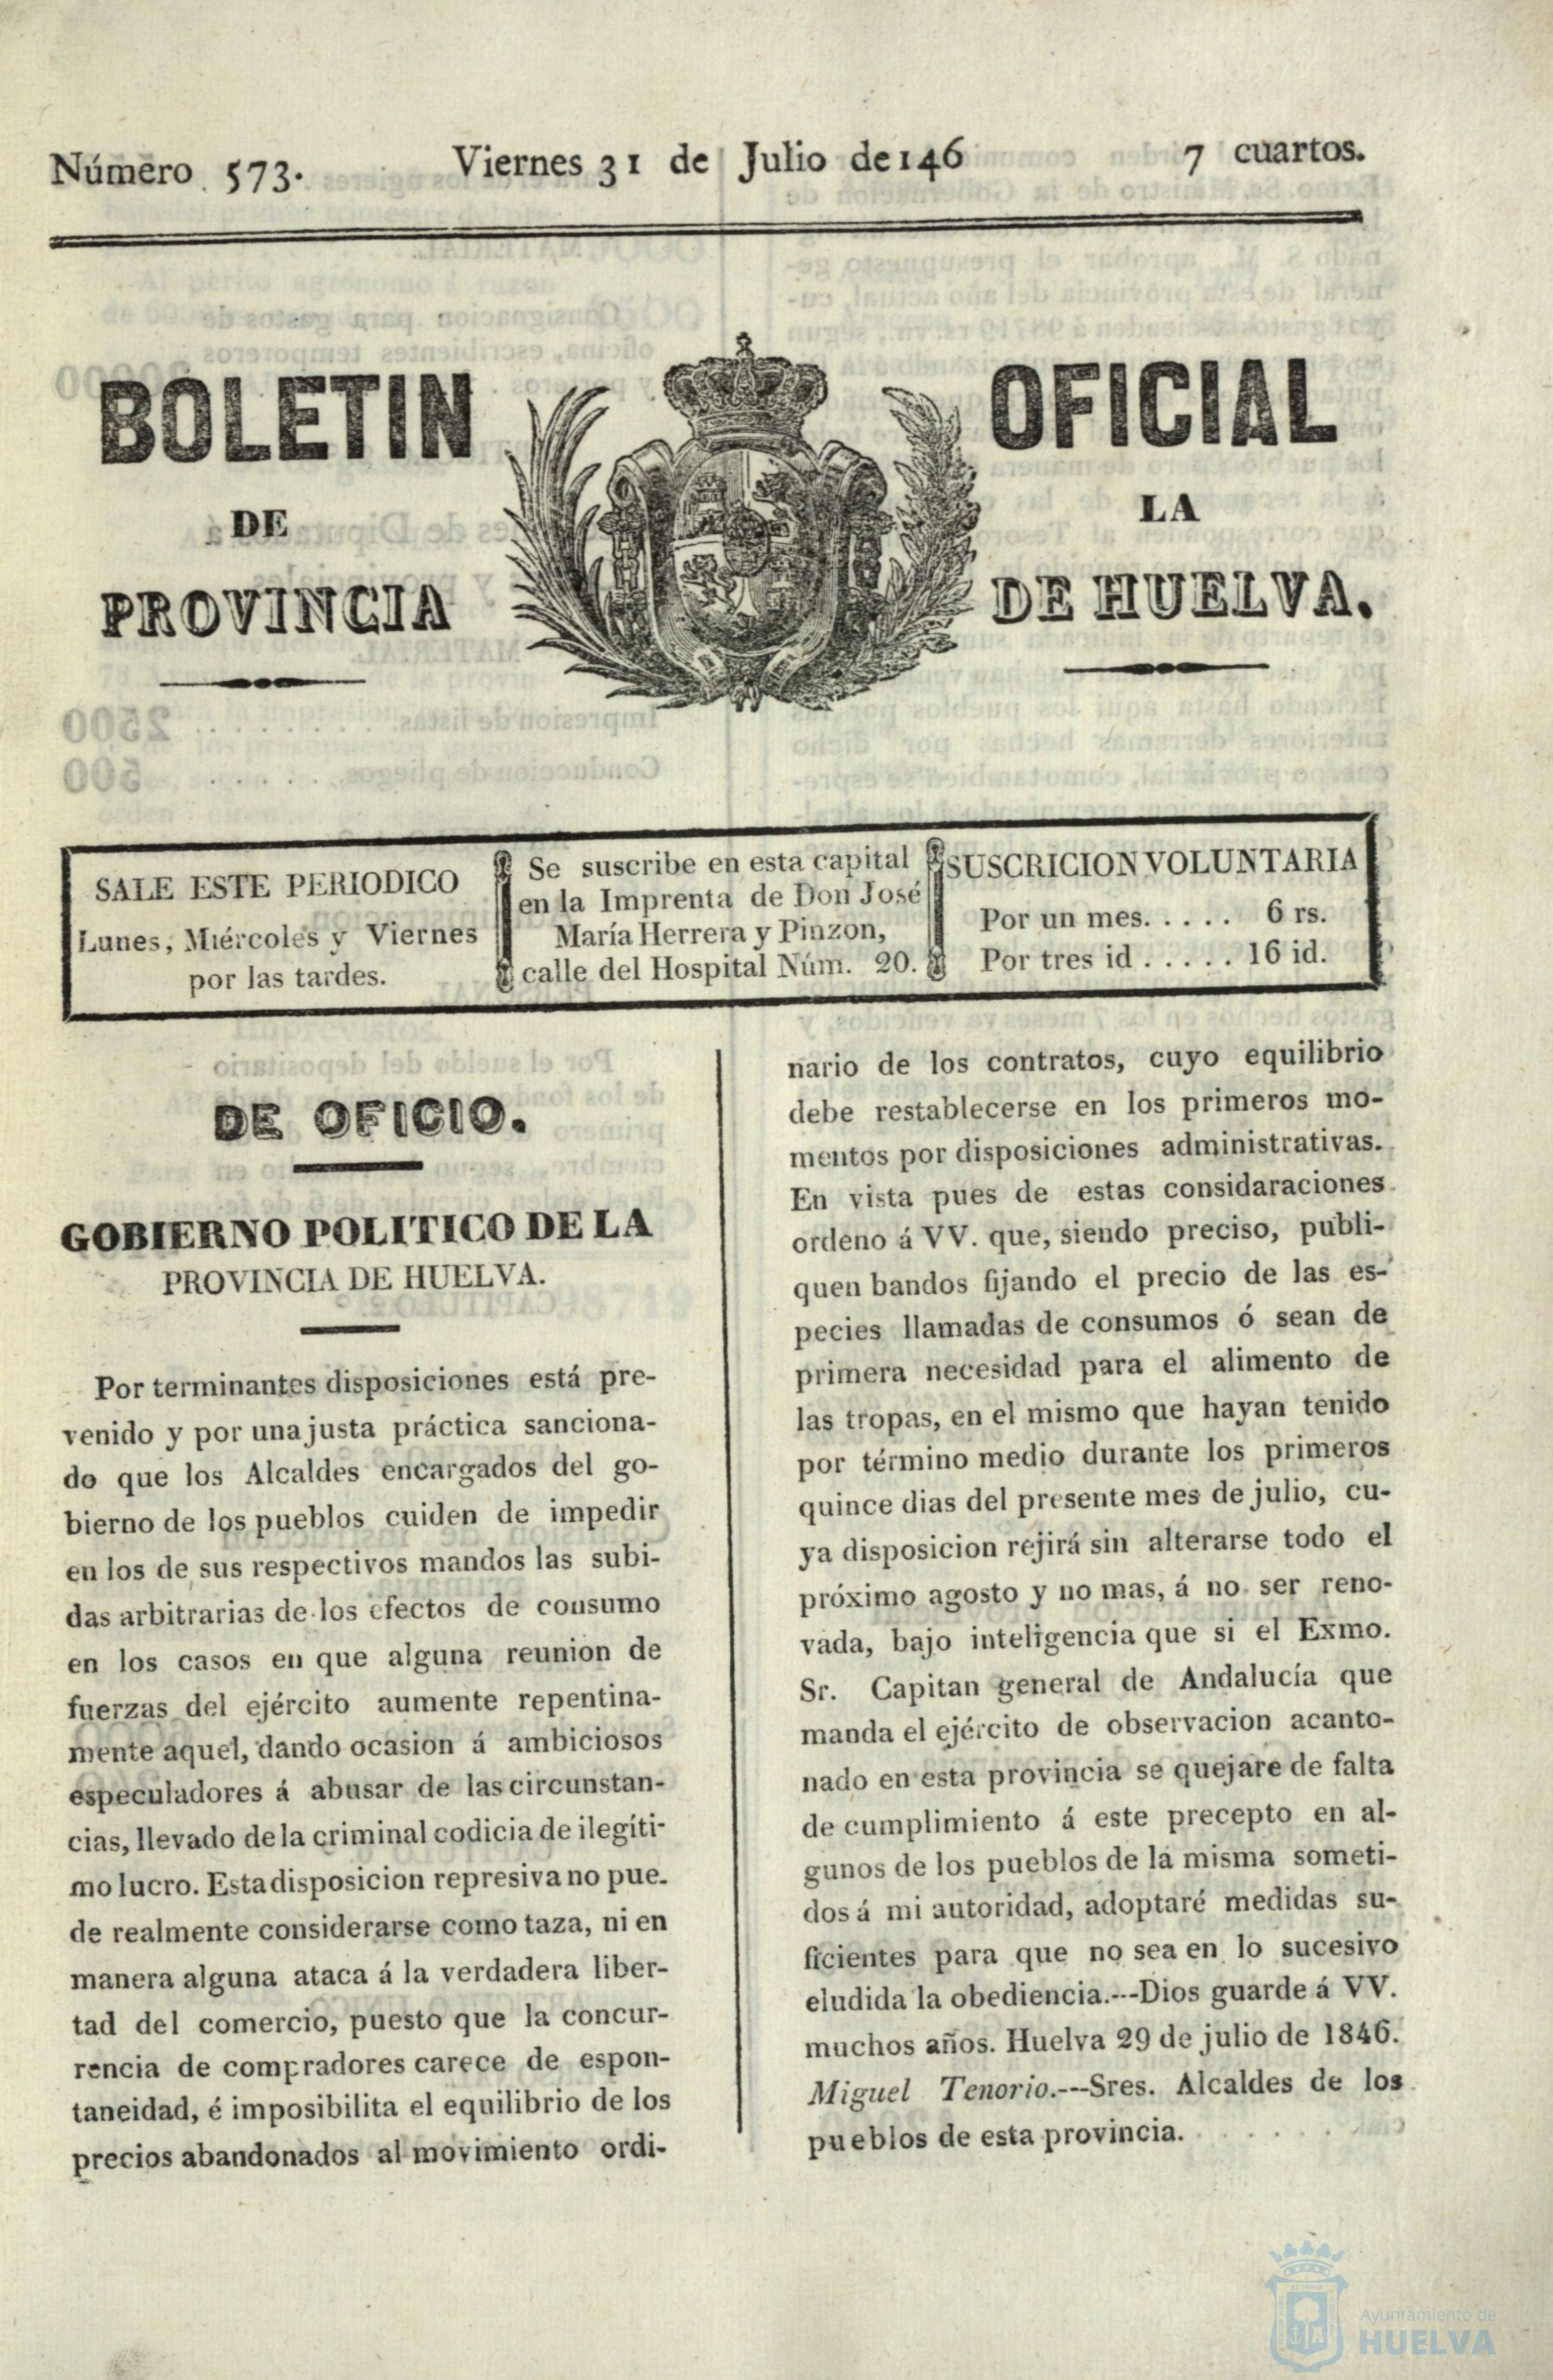 Número 573. Viernes 31 de Julio de 146 7 cuartos.
BOLETIN OFICIAL
DE LA
PROVINCIA DE HUELVA.
SALE ESTE PERIODICO
Lunes, Miércoles y Viernes
por las tardes.
Se suscribe en esta capital
en la Imprenta de Don José
María Herrera y Pinzon,
calle del Hospital Núm. 20.
SUSCRICION VOLUNTARIA
Por un mes. . . . . 6 rs.
Por tres id . . . . . 16 id.
DE OFICIO.
GOBIERNO POLITICO DE LA
PROVINCIA DE HUELVA.
Por terminantes disposiciones está pre-
venido y por una justa práctica sanciona-
do que los Alcaldes encargados del go-
bierno de los pueblos cuiden de impedir
en los de sus respectivos mandos las subi-
das arbitrarias de los efectos de consumo
en los casos en que alguna reunion de
fuerzas del ejército aumente repentina-
mente aquel, dando ocasion á ambiciosos
especuladores á abusar de las circunstan-
cias, llevado de la criminal codicia de ilegíti-
mo lucro. Esta disposicion represiva no pue-
de realmente considerarse como taza, ni en
manera alguna ataca á la verdadera liber-
tad del comercio, puesto que la concur-
rencia de compradores carece de espon-
taneidad, é imposibilita el equilibrio de los
precios abandonados al movimiento ordi-
nario de los contratos, cuyo equilibrio
debe restablecerse en los primeros mo-
mentos por disposiciones administrativas.
En vista pues de estas considaraciones
ordeno á VV. que, siendo preciso, publi-
quen bandos fijando el precio de las es-
pecies llamadas de consumos ó sean de
primera necesidad para el alimento de
las tropas, en el mismo que hayan tenido
por término medio durante los primeros
quince dias del presente mes de julio, cu-
ya disposicion rejirá sin alterarse todo el
próximo agosto y no mas, á no ser reno-
vada, bajo inteligencia que si el Exmo.
Sr. Capitan general de Andalucía que
manda el ejército de observacion acanto-
nado en esta provincia se quejare de falta
de cumplimiento á este precepto en al-
gunos de los pueblos de la misma someti-
dos á mi autoridad, adoptaré medidas su-
ficientes para que no sea en lo sucesivo
eludida la obediencia.---Dios guarde á VV.
muchos años. Huelva 29 de julio de 1846.
Miguel Tenorio.---Sres. Alcaldes de los
pueblos de esta provincia.
Ayuntamiento de
HUELVA